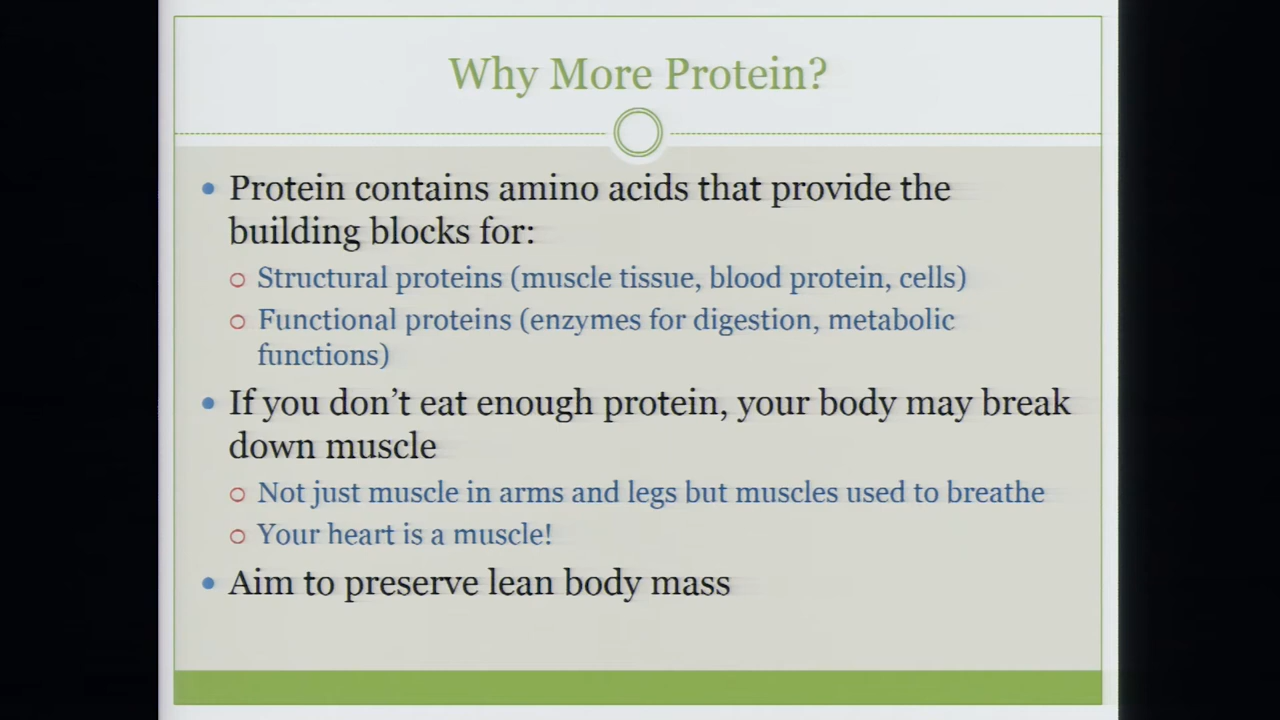 Why More Protein?
Protein contains amino acids that provide the
building blocks for:
Structural proteins (muscle tissue, blood protein, cells)
Functional proteins (enzymes for digestion, metabolic
functions)
If you don't eat enough protein, your body may break
down muscle
Not just muscle in arms and legs but muscles used to breathe
Your heart is a muscle!
Aim to preserve lean body mass